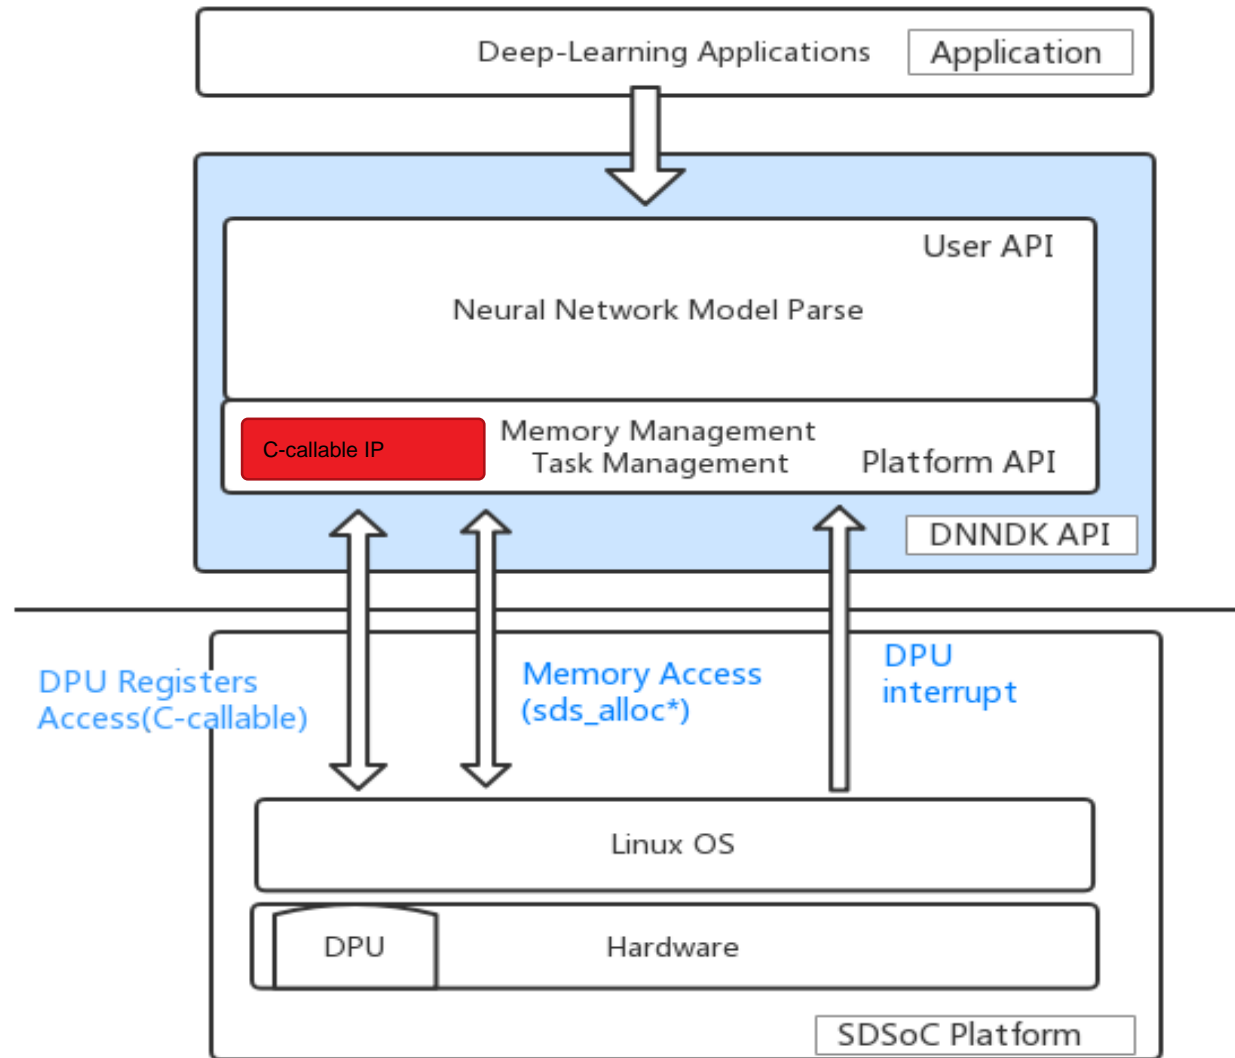 Deep-Learning Applications
Application
User API
Neural Network Model Parse
C-callable IP
Memory Management
Task Management
Platform API
DNNDK API
DPU Registers
Access(C-callable)
Memory Access
(sds_alloc*)
DPU
interrupt
Linux OS
DPU
Hardware
SDSoC Platform